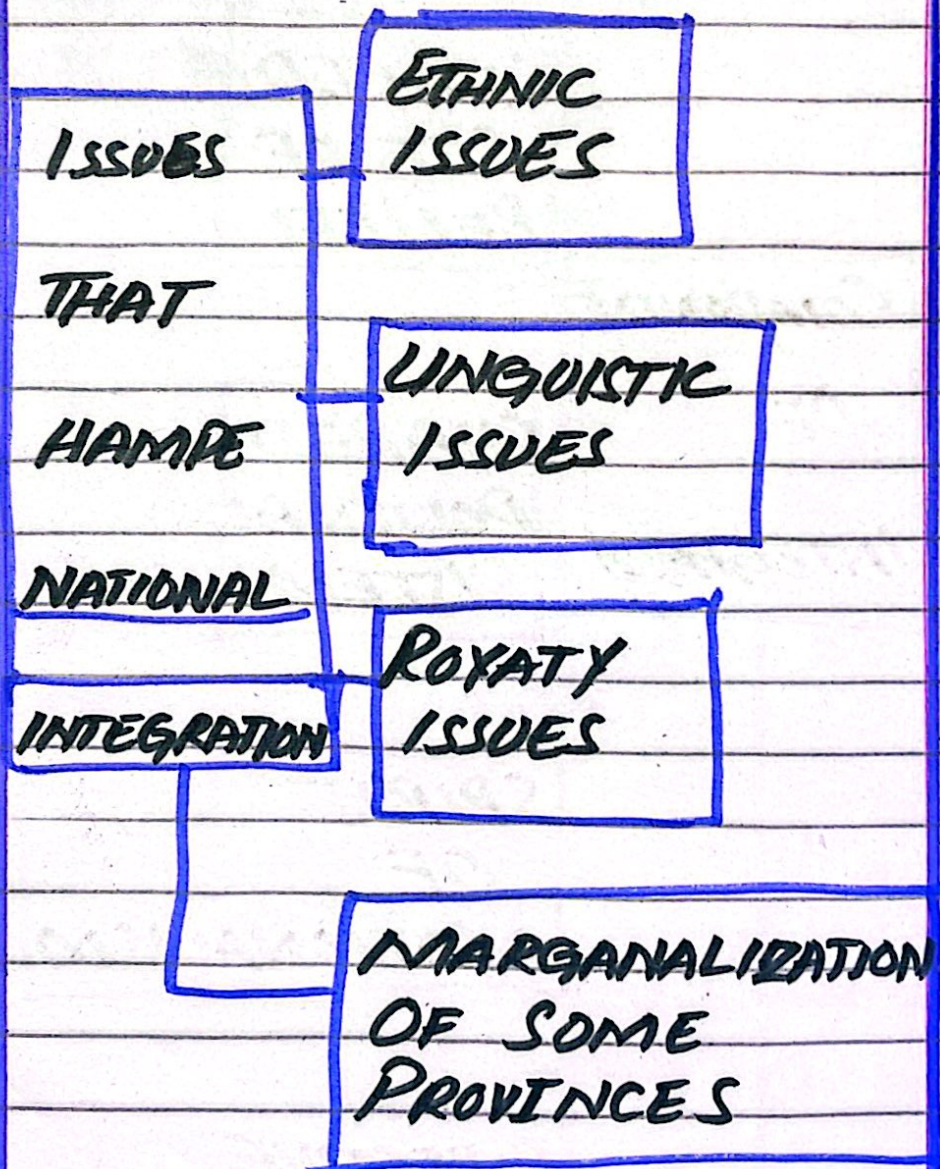 ISSUES
THAT
HAMPE
NATIONAL
INTEGRATION
ETHNIC
ISSUES
LINGUISTIC
ISSUES
ROYATY
ISSUES
MARGANALIZATION
OF SOME
PROVINCES